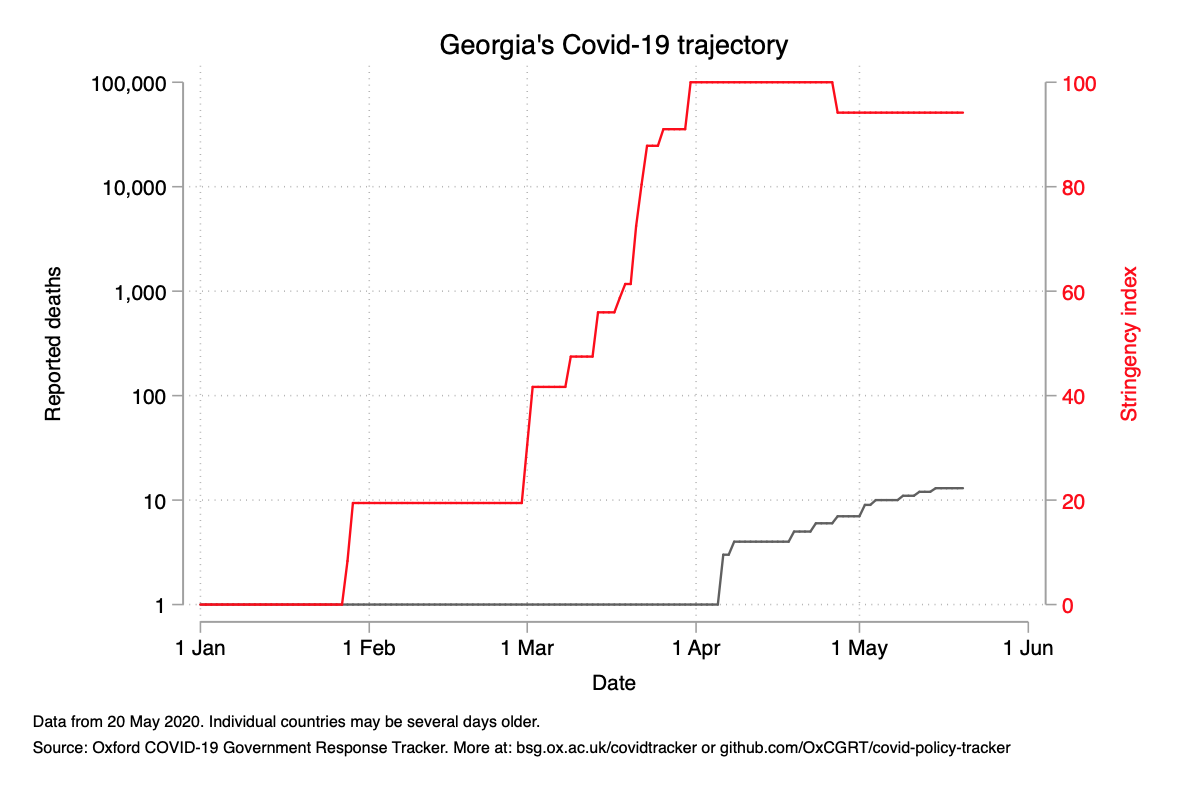 Georgia's Covid-19 trajectory
100,000
10,000
1,000
100
10
1
Reported deaths
100
80
60
40
20
0
Stringency index
1 Jan
1 Feb
1 Mar
1 Apr
1 May
1 Jun
Date
Data from 20 May 2020. Individual countries may be several days older.
Source: Oxford COVID-19 Government Response Tracker. More at: bsg.ox.ac.uk/covidtracker or github.com/OxCGRT/covid-policy-tracker